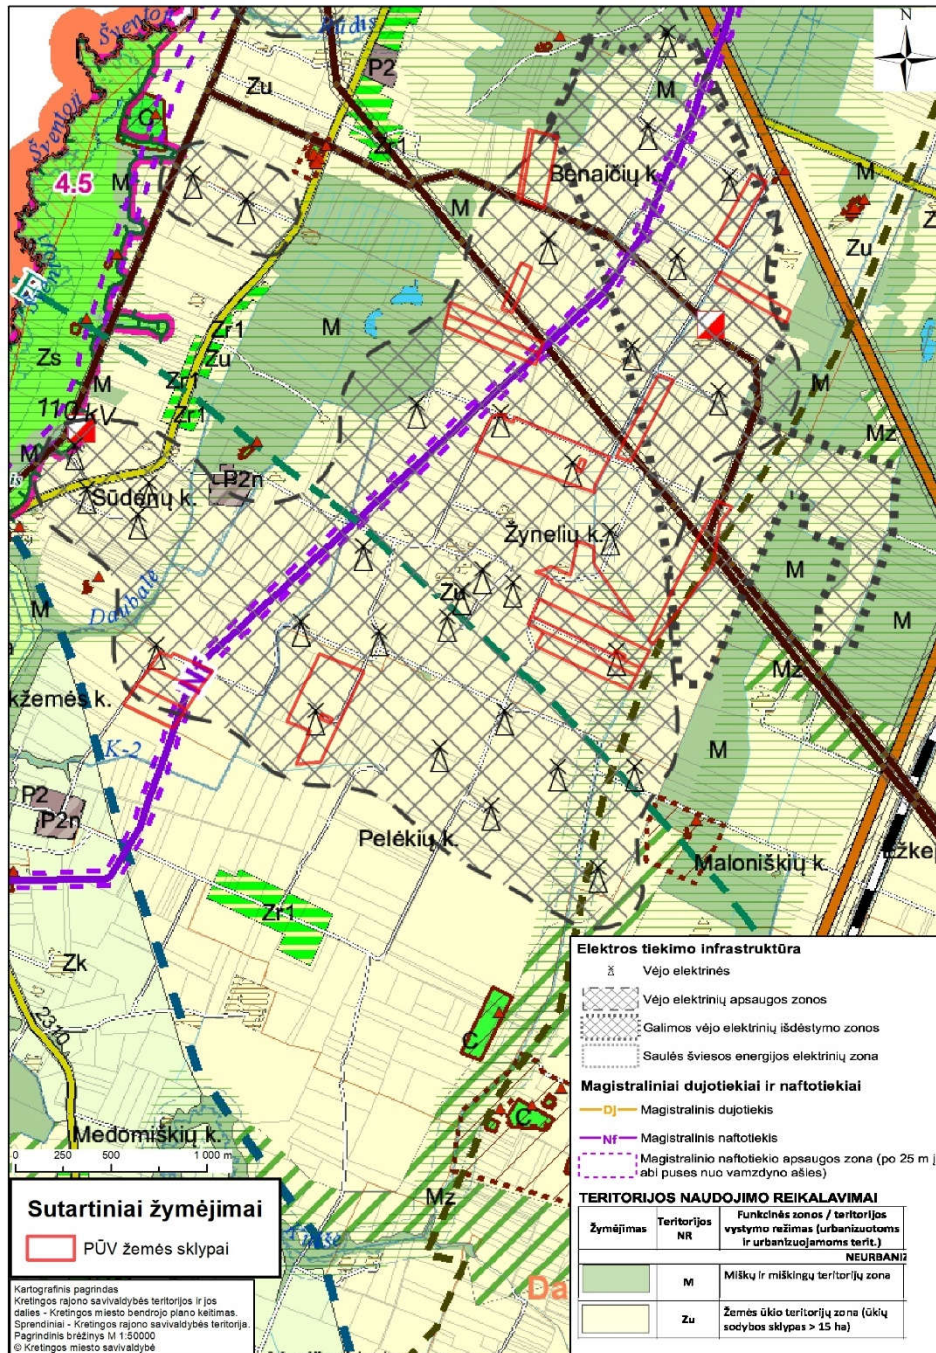 Šventoji
Rudis
N
P2
Zu
M
C
Šventoji
Zr1
4.5
M
Benaičių k.
M
M
Zu
Z
Šventoji
M
Zr1
Zu
Zs
M
Zr1
M
110 kV
Zr1
Mz
M
P2n
Sūdėnų k.
Žynelių k.
M
Zu
Daubalė
M
M
Nf
Mz
kžemės k.
K-2
M
P2
P2n
Pelėkių k.
Maloniškių k.
Ežke
Zr1
Zk
2310
C
C
Medomiškių k.
0 250 500 1 000 m
Mz
Da
Elektros tiekimo infrastruktūra
Vėjo elektrinės
Vėjo elektrinių apsaugos zonos
Galimos vėjo elektrinių išdėstymo zonos
Saulės šviesos energijos elektrinių zona
Magistraliniai dujotiekiai ir naftotiekiai
Dj Magistralinis dujotiekis
Nf Magistralinis naftotiekis
Magistralinio naftotiekio apsaugos zona (po 25 m į
abi puses nuo vamzdyno ašies)
TERITORIJOS NAUDOJIMO REIKALAVIMAI
Žymėjimas Teritorijos NR Funkcinės zonos / teritorijos vystymo režimas (urbanizuotoms ir urbanizuojamoms terit.)
NEURBANIZ
M Miškų ir miškingų teritorijų zona
Zu Žemės ūkio teritorijų zona (ūkių
sodybos sklypas > 15 ha)
Sutartiniai žymėjimai
PŪV žemės sklypai
Kartografinis pagrindas
Kretingos rajono savivaldybės teritorijos ir jos
dalies - Kretingos miesto bendrojo plano keitimas.
Sprendiniai - Kretingos rajono savivaldybės teritorija.
Pagrindinis brėžinys M 1:50000
© Kretingos miesto savivaldybė